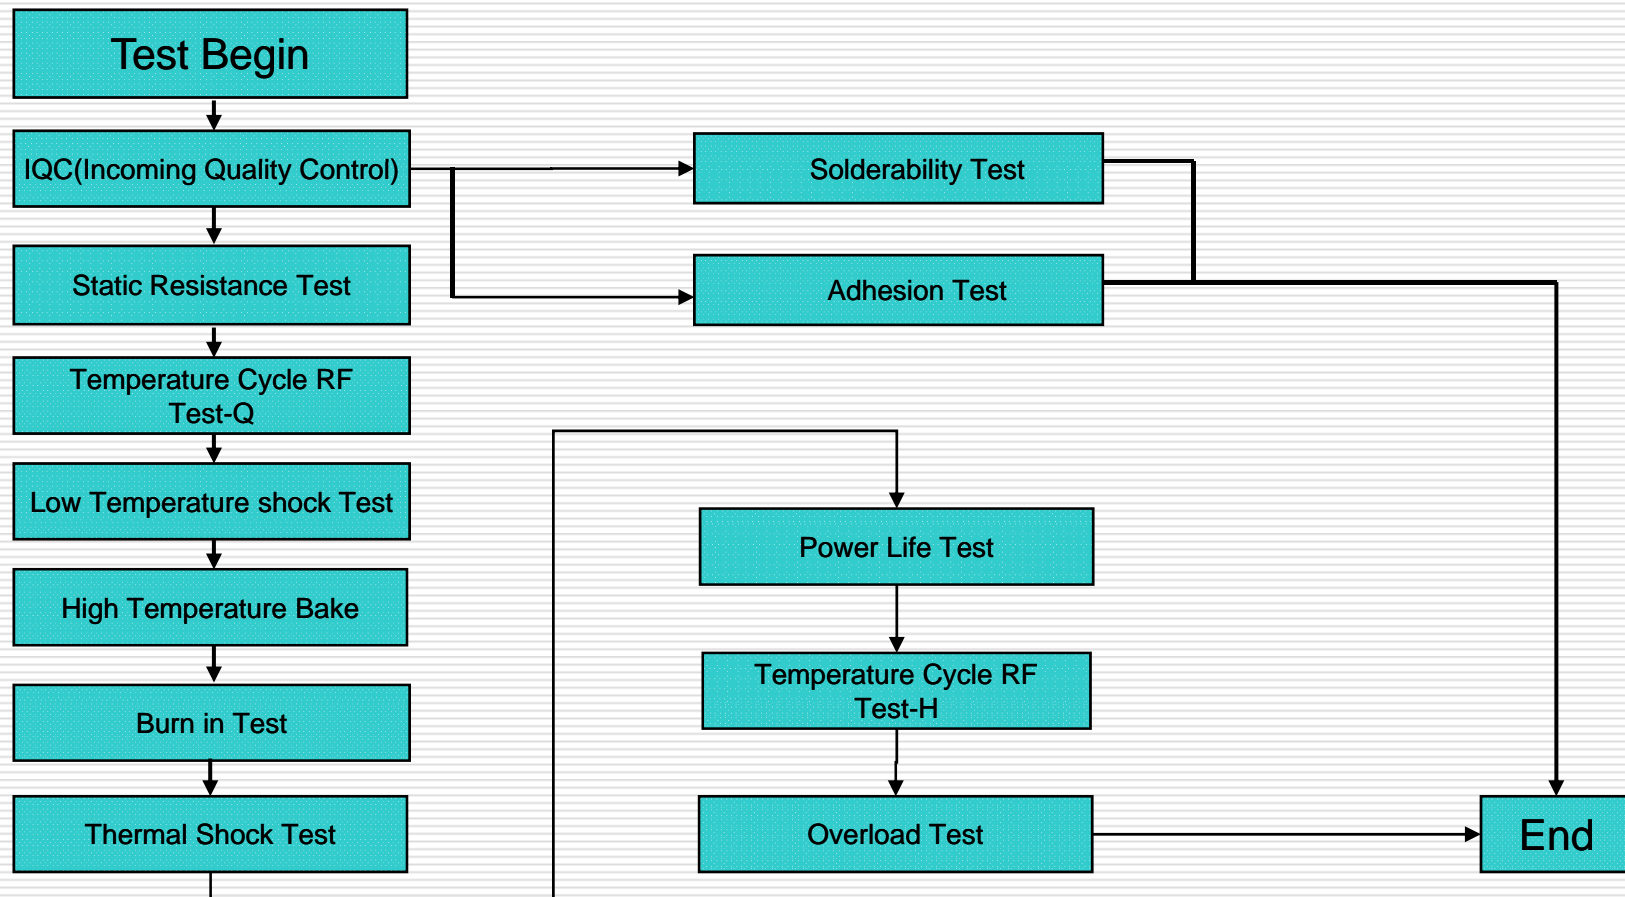 Test Begin
IQC(Incoming Quality Control)
Static Resistance Test
Temperature Cycle RF
Test-Q
Low Temperature shock Test
High Temperature Bake
Burn in Test
Thermal Shock Test
Solderability Test
Adhesion Test
Power Life Test
Temperature Cycle RF
Test-H
Overload Test
End